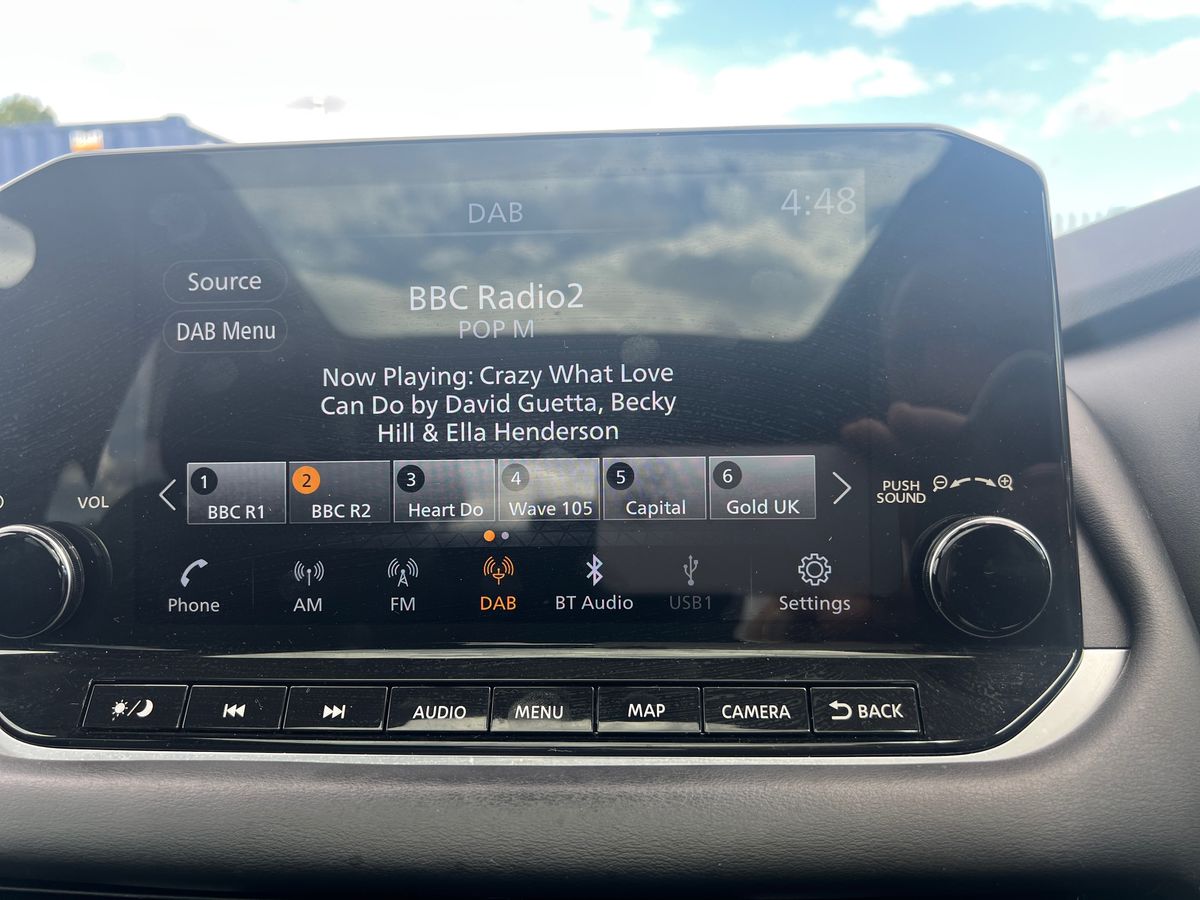 DAB
4:48
Source
BBC Radio2
DAB Menu
POP M
Now Playing: Crazy What Love
Can Do by David Guetta, Becky
Hill & Ella Henderson
1 2 3 4 5 6
BBC R1 BBC R2 Heart Do Wave 105 Capital Gold UK
VOL
PUSH
SOUND
Phone AM FM DAB BT Audio USB1 Settings
AUDIO MENU MAP CAMERA BACK